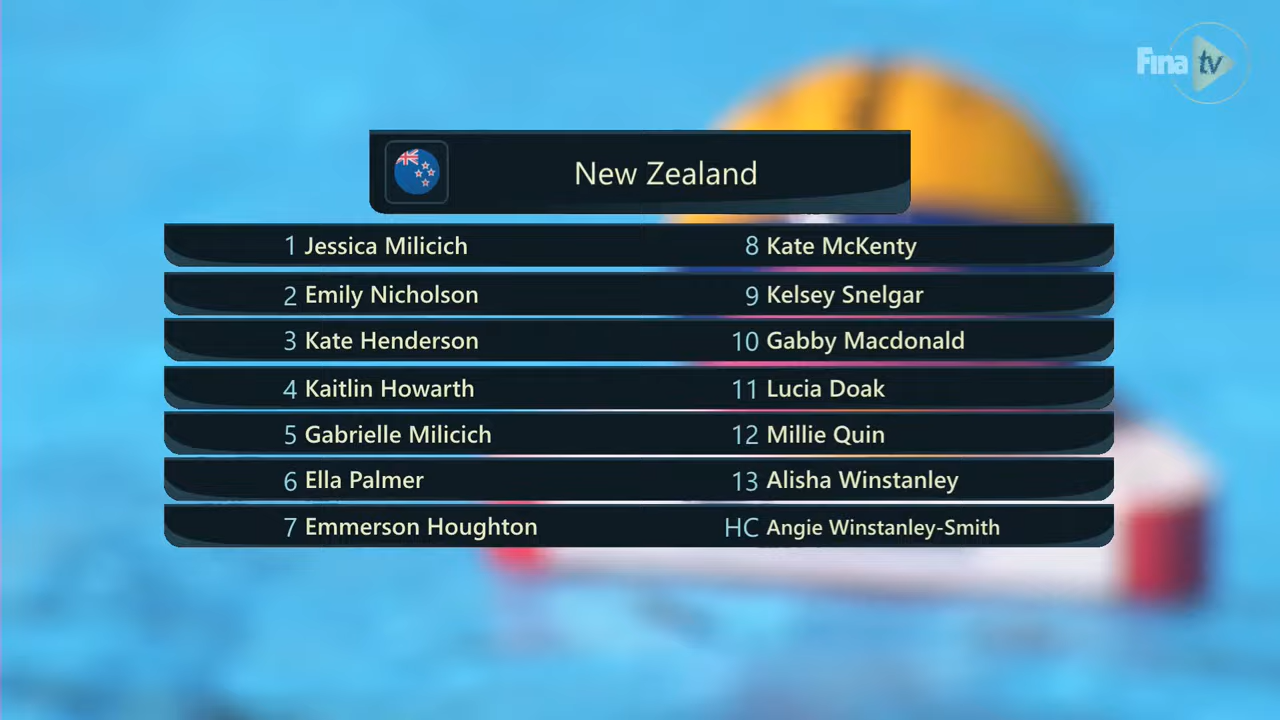 Fina tv
New Zealand
1 Jessica Milicich
8 Kate McKenty
2 Emily Nicholson
9 Kelsey Snelgar
3 Kate Henderson
10 Gabby Macdonald
4 Kaitlin Howarth
11 Lucia Doak
5 Gabrielle Milicich
12 Millie Quin
6 Ella Palmer
13 Alisha Winstanley
7 Emmerson Houghton
HC Angie Winstanley-Smith